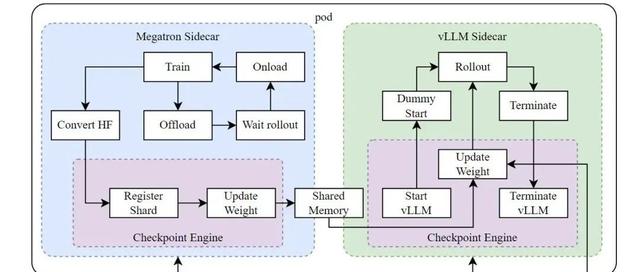 pod
Megatron Sidecar
Train
Onload
Convert HF
Offload
Wait rollout
Register
Shard
Update
Weight
Checkpoint Engine
Shared
Memory
vLLM Sidecar
Rollout
Dummy
Start
Terminate
Update
Weight
Start
vLLM
Terminate
vLLM
Checkpoint Engine